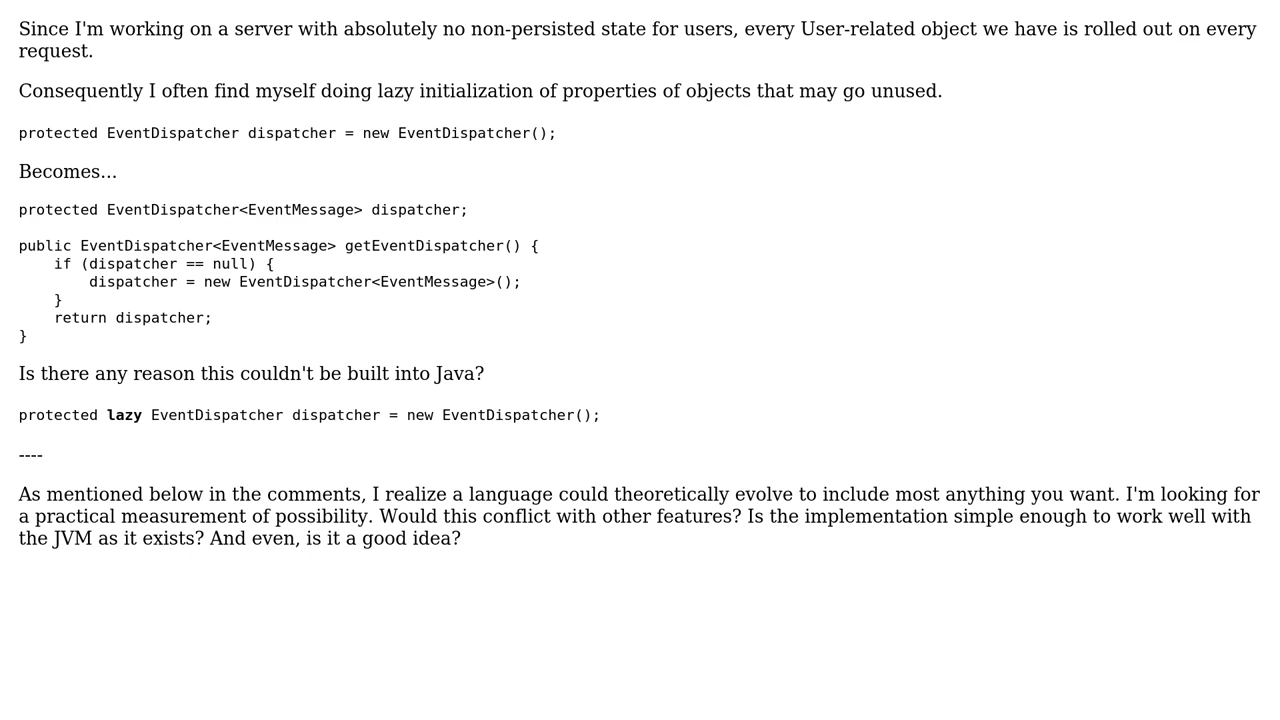 Since I'm working on a server with absolutely no non-persisted state for users, every User-related object we have is rolled out on every
request.
Consequently I often find myself doing lazy initialization of properties of objects that may go unused.
protected EventDispatcher dispatcher = new EventDispatcher();
Becomes...
protected EventDispatcher<EventMessage> dispatcher;
public EventDispatcher<EventMessage> getEventDispatcher() {
    if (dispatcher == null) {
        dispatcher = new EventDispatcher<EventMessage>();
    }
    return dispatcher;
}
Is there any reason this couldn't be built into Java?
protected lazy EventDispatcher dispatcher = new EventDispatcher();
----
As mentioned below in the comments, I realize a language could theoretically evolve to include most anything you want. I'm looking for
a practical measurement of possibility. Would this conflict with other features? Is the implementation simple enough to work well with
the JVM as it exists? And even, is it a good idea?